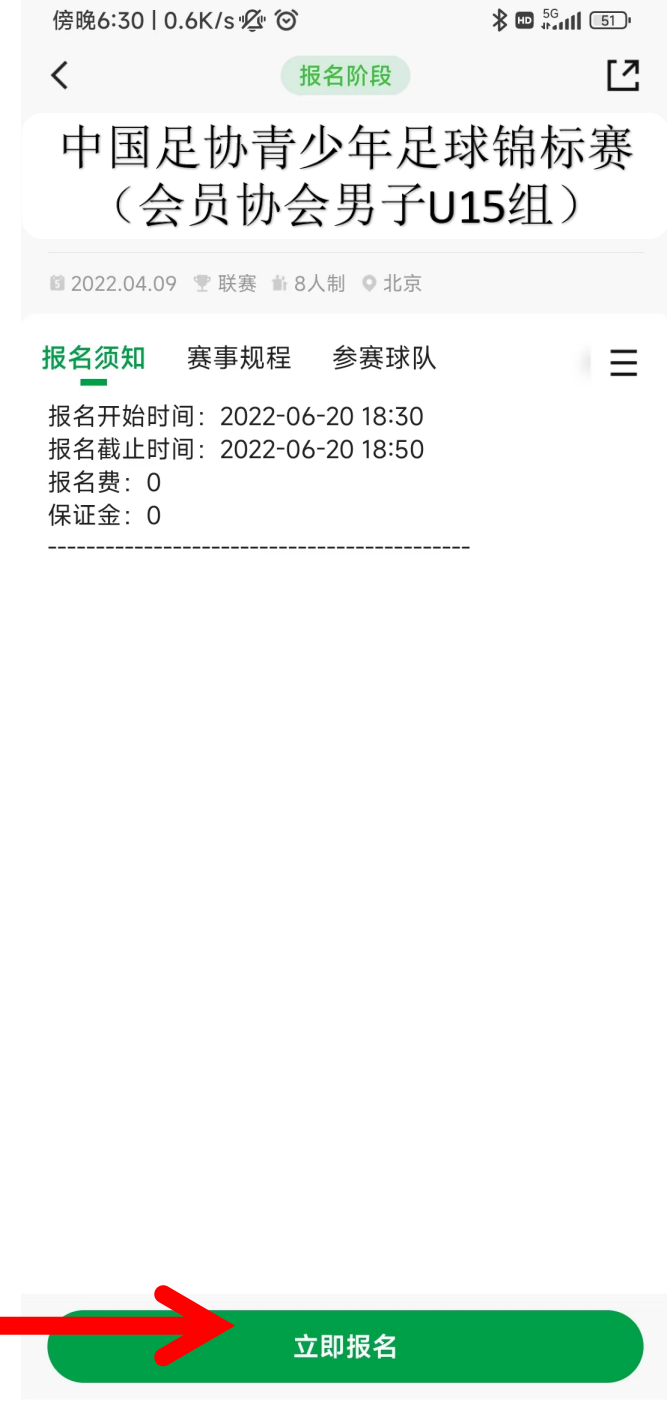 傍晚6:30 | 0.6K/s
HD 5G 51
报名阶段
中国足协青少年足球锦标赛
（会员协会男子U15组）
2022.04.09 联赛 8人制 北京
报名须知 赛事规程 参赛球队
报名开始时间：2022-06-20 18:30
报名截止时间：2022-06-20 18:50
报名费：0
保证金：0
-------------------------------------------
立即报名